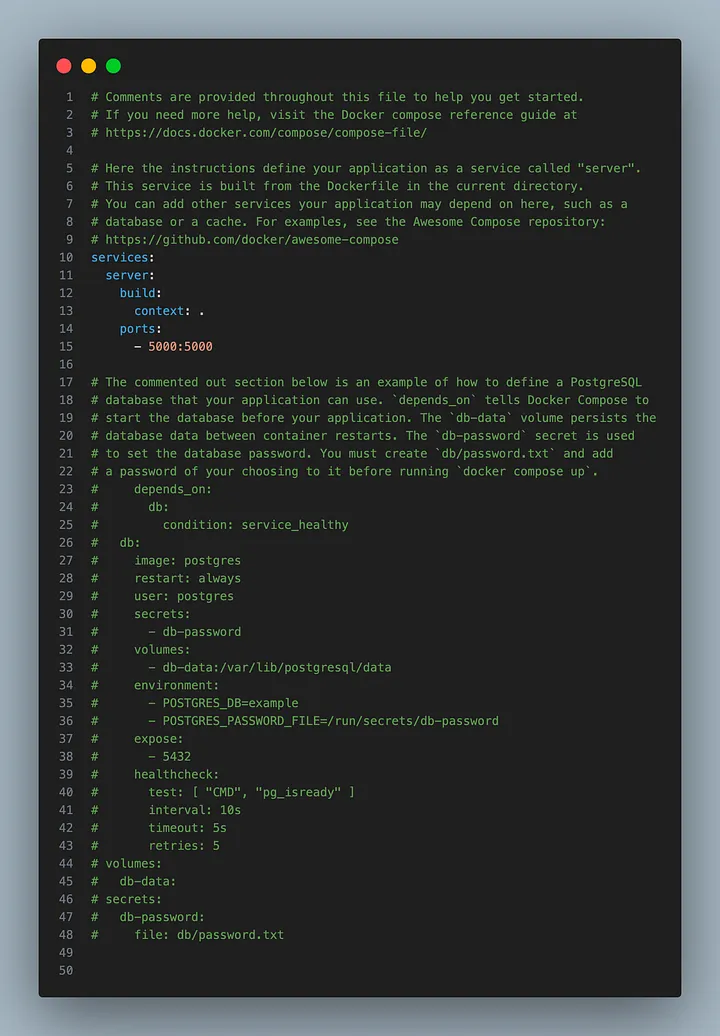 1 # Comments are provided throughout this file to help you get started.
2 # If you need more help, visit the Docker compose reference guide at
3 # https://docs.docker.com/compose/compose-file/
4
5 # Here the instructions define your application as a service called "server".
6 # This service is built from the Dockerfile in the current directory.
7 # You can add other services your application may depend on here, such as a
8 # database or a cache. For examples, see the Awesome Compose repository:
9 # https://github.com/docker/awesome-compose
10 services:
11   server:
12     build:
13       context: .
14     ports:
15       - 5000:5000
16
17 # The commented out section below is an example of how to define a PostgreSQL
18 # database that your application can use. `depends_on` tells Docker Compose to
19 # start the database before your application. The `db-data` volume persists the
20 # database data between container restarts. The `db-password` secret is used
21 # to set the database password. You must create `db/password.txt` and add
22 # a password of your choosing to it before running `docker compose up`.
23 #     depends_on:
24 #       db:
25 #         condition: service_healthy
26 #   db:
27 #     image: postgres
28 #     restart: always
29 #     user: postgres
30 #     secrets:
31 #       - db-password
32 #     volumes:
33 #       - db-data:/var/lib/postgresql/data
34 #     environment:
35 #       - POSTGRES_DB=example
36 #       - POSTGRES_PASSWORD_FILE=/run/secrets/db-password
37 #     expose:
38 #       - 5432
39 #     healthcheck:
40 #       test: [ "CMD", "pg_isready" ]
41 #       interval: 10s
42 #       timeout: 5s
43 #       retries: 5
44 # volumes:
45 #   db-data:
46 # secrets:
47 #   db-password:
48 #     file: db/password.txt
49
50